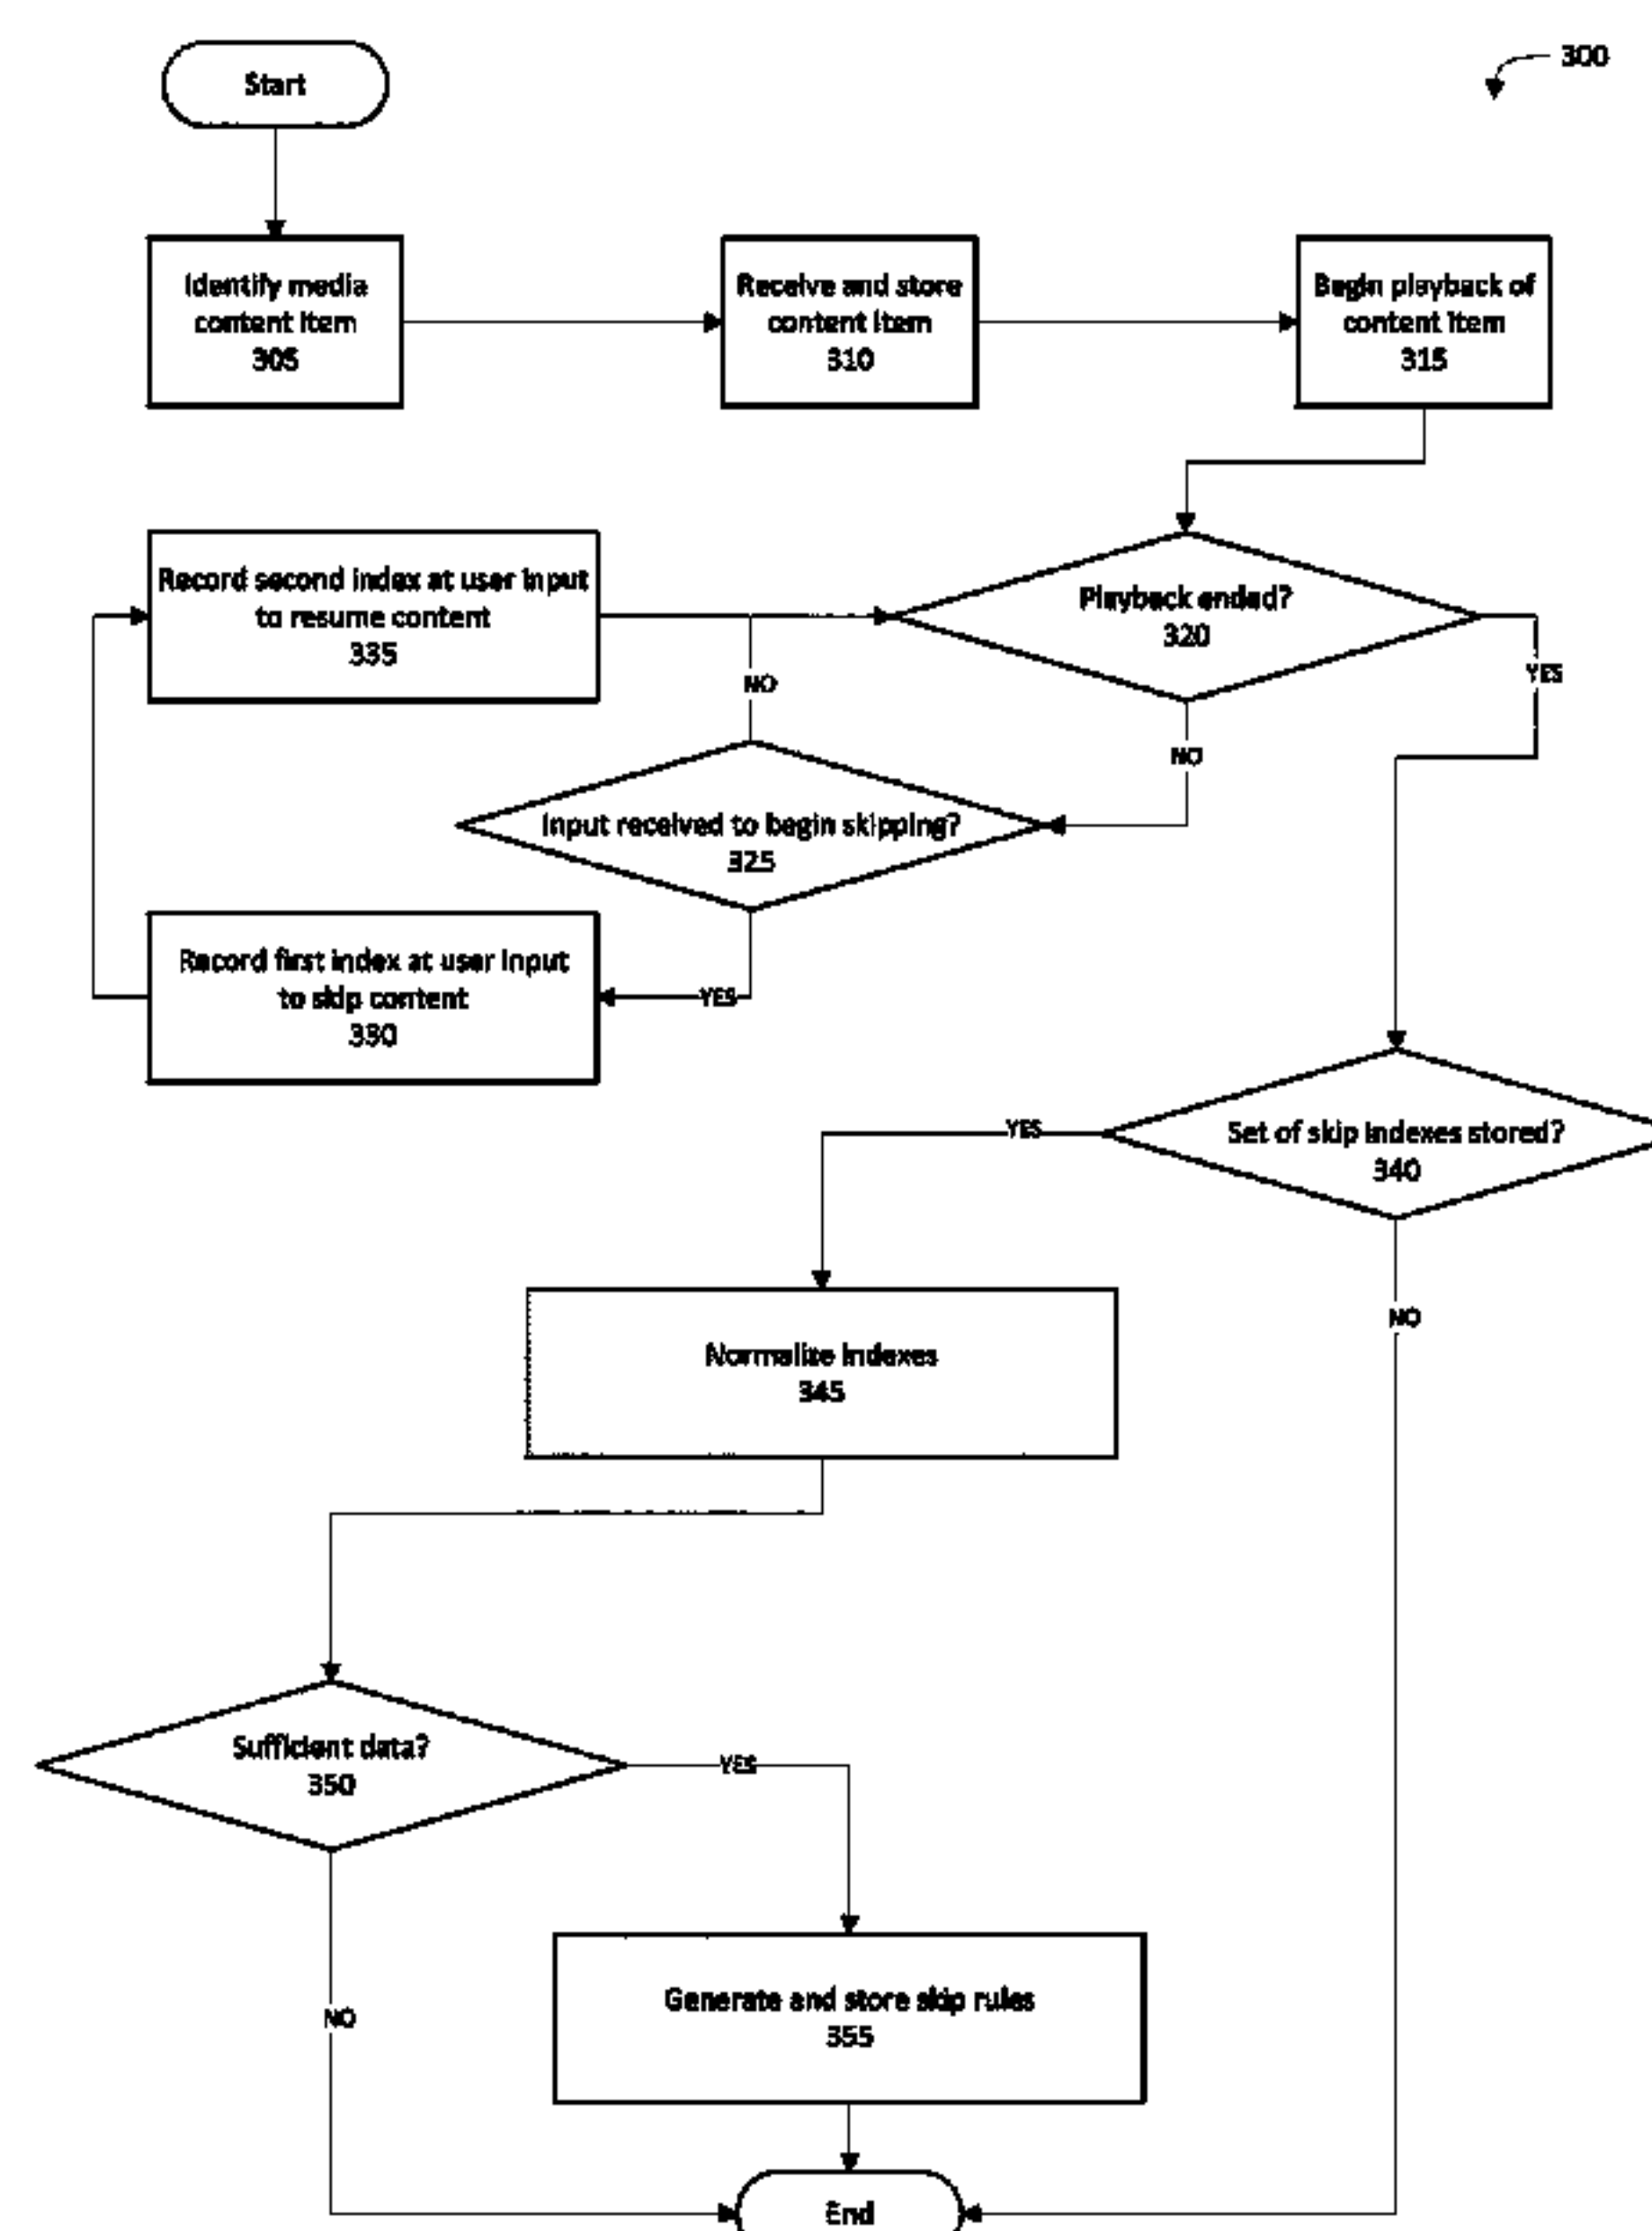 Start
300
Identify media
content item
305
Receive and store
content item
310
Begin playback of
content item
315
Record second index at user input
to resume content
335
Playback ended?
320
YES
NO
NO
Input received to begin skipping?
325
Record first index at user input
to skip content
330
YES
YES
Set of skip indexes stored?
340
Normalize indexes
345
NO
Sufficient data?
350
YES
Generate and store skip rules
355
NO
End